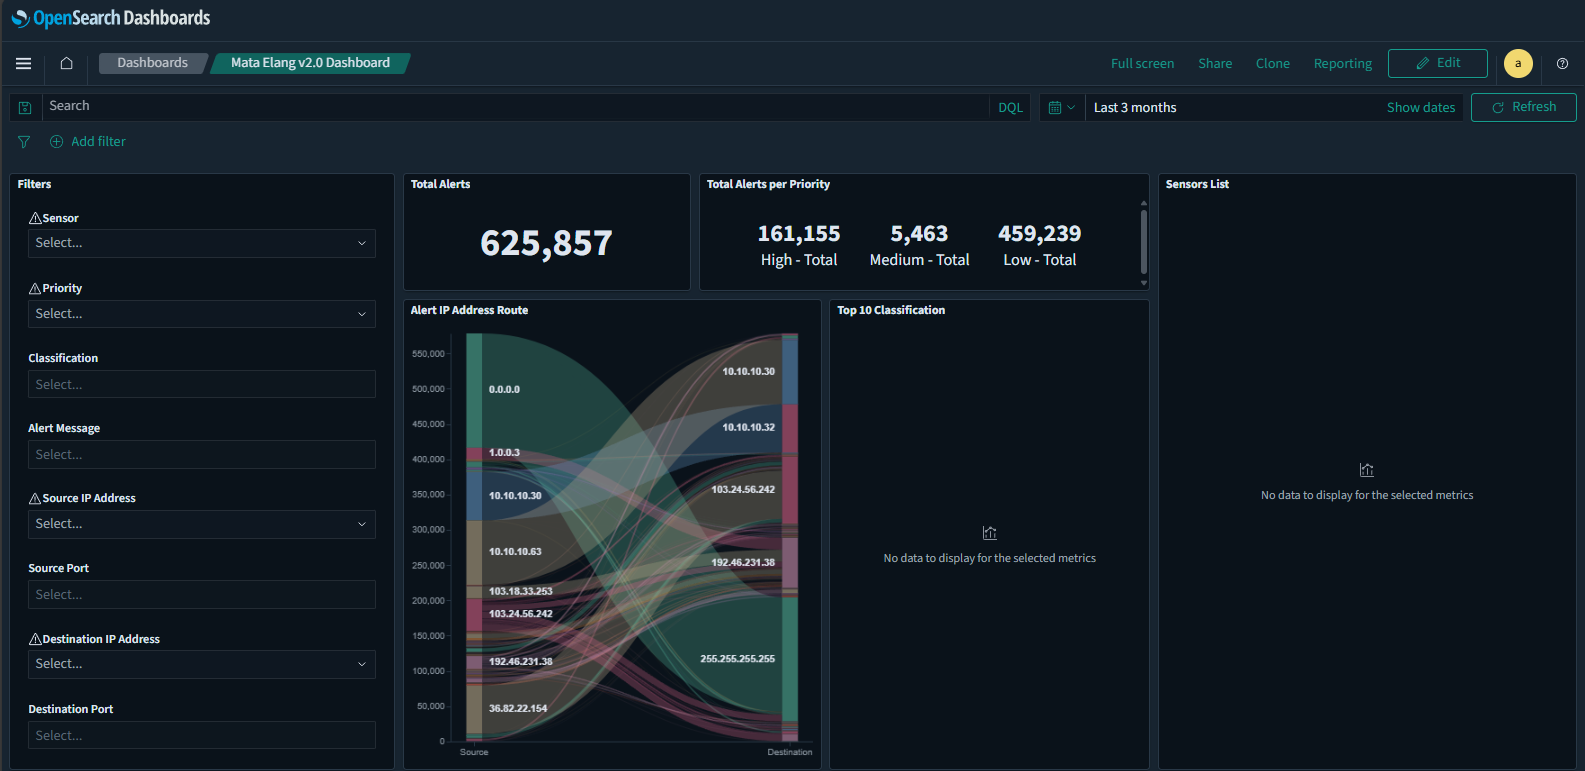 OpenSearch Dashboards
Dashboards
Mata Elang v2.0 Dashboard
Full screen
Share
Clone
Reporting
Edit
a
Search
DQL
Last 3 months
Show dates
Refresh
Add filter
Filters
Sensor
Select...
Priority
Select...
Classification
Select...
Alert Message
Select...
Source IP Address
Select...
Source Port
Select...
Destination IP Address
Select...
Destination Port
Select...
Total Alerts
625,857
Total Alerts per Priority
161,155
High - Total
5,463
Medium - Total
459,239
Low - Total
Alert IP Address Route
550,000
500,000
450,000
400,000
350,000
300,000
250,000
200,000
150,000
100,000
50,000
0
0.0.0.0
1.0.0.3
10.10.10.30
10.10.10.63
103.18.33.253
103.24.56.242
192.46.231.38
36.82.22.154
10.10.10.30
10.10.10.32
103.24.56.242
192.46.231.38
255.255.255.255
Source
Destination
Top 10 Classification
No data to display for the selected metrics
Sensors List
No data to display for the selected metrics